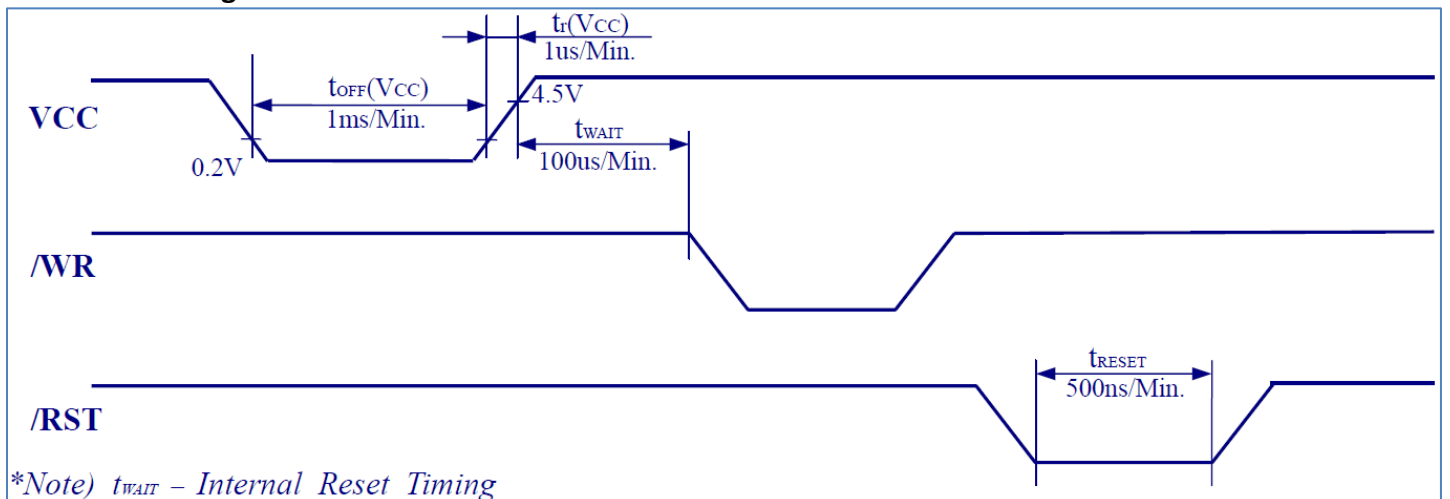 tr(VCC)
1us/Min.
tOFF(VCC)
1ms/Min.
4.5V
VCC
tWAIT
100us/Min.
0.2V
/WR
tRESET
500ns/Min.
/RST
*Note) tWAIT – Internal Reset Timing